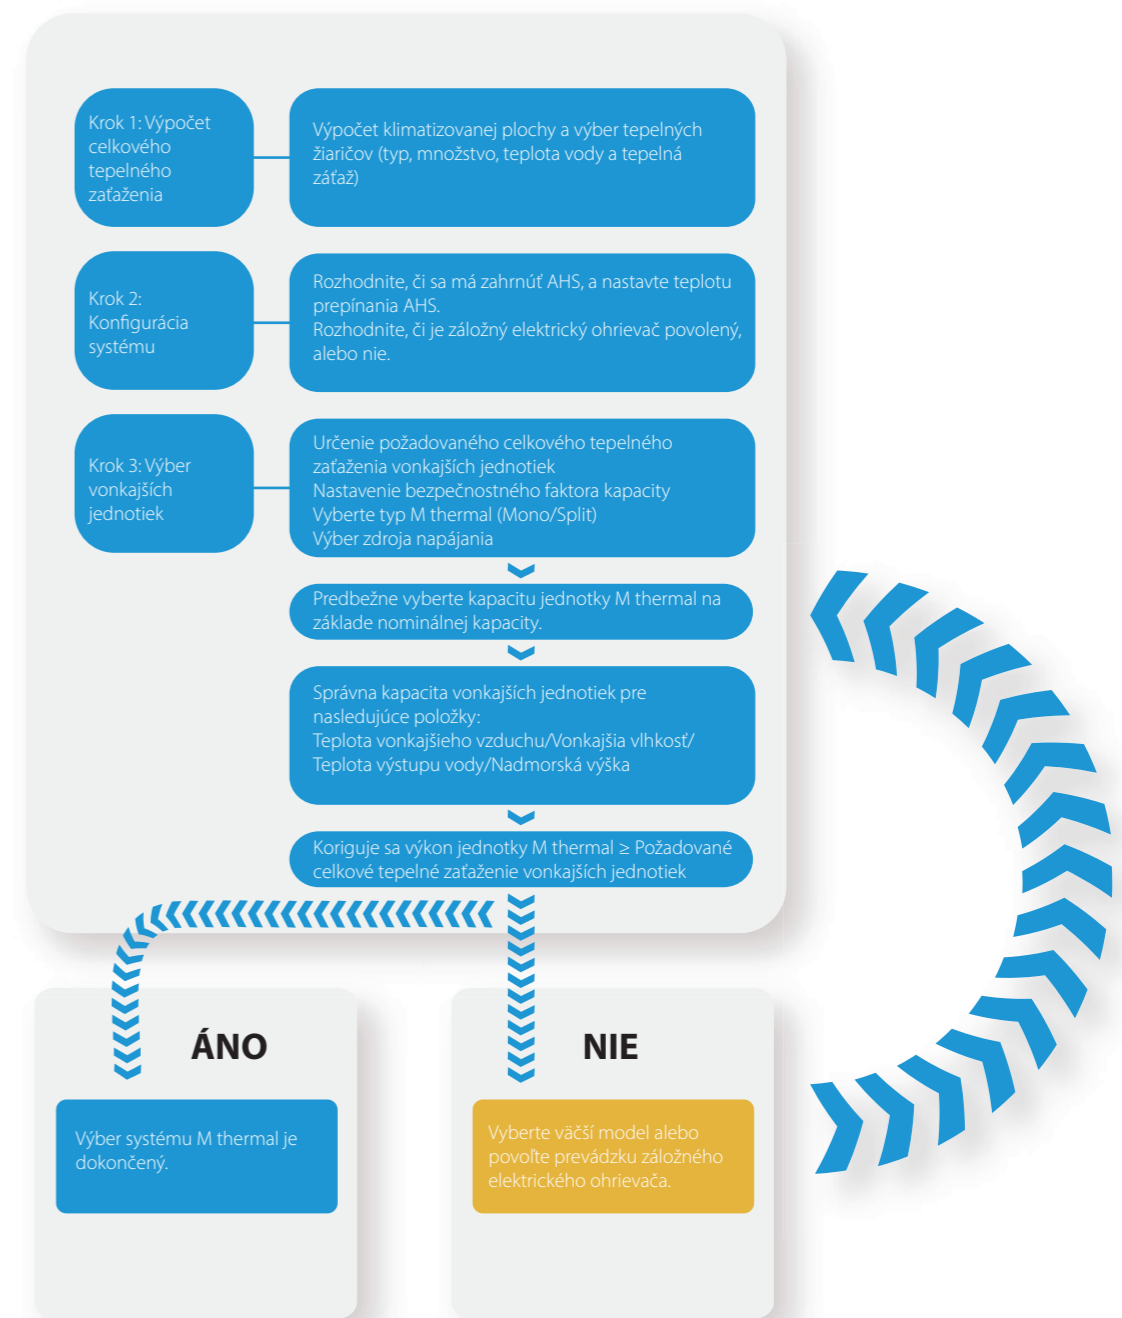 Krok 1: Výpočet
celkového
tepelného
zaťaženia
Výpočet klimatizovanej plochy a výber tepelných
žiaričov (typ, množstvo, teplota vody a tepelná
záťaž)
Krok 2:
Konfigurácia
systému
Rozhodnite, či sa má zahrnúť AHS, a nastavte teplotu
prepínania AHS.
Rozhodnite, či je záložný elektrický ohrievač povolený,
alebo nie.
Krok 3: Výber
vonkajších
jednotiek
Určenie požadovaného celkového tepelného
zaťaženia vonkajších jednotiek
Nastavenie bezpečnostného faktora kapacity
Vyberte typ M thermal (Mono/Split)
Výber zdroja napájania
Predbežne vyberte kapacitu jednotky M thermal na
základe nominálnej kapacity.
Správna kapacita vonkajších jednotiek pre
nasledujúce položky:
Teplota vonkajšieho vzduchu/Vonkajšia vlhkosť/
Teplota výstupu vody/Nadmorská výška
Koriguje sa výkon jednotky M thermal ≥ Požadované
celkové tepelné zaťaženie vonkajších jednotiek
ÁNO
Výber systému M thermal je
dokončený.
NIE
Vyberte väčší model alebo
povoľte prevádzku záložného
elektrického ohrievača.